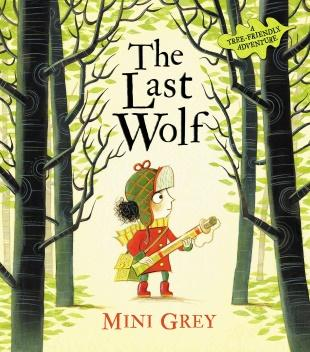 A
TREE-FRIENDLY
ADVENTURE
The
Last
Wolf
MINI GREY